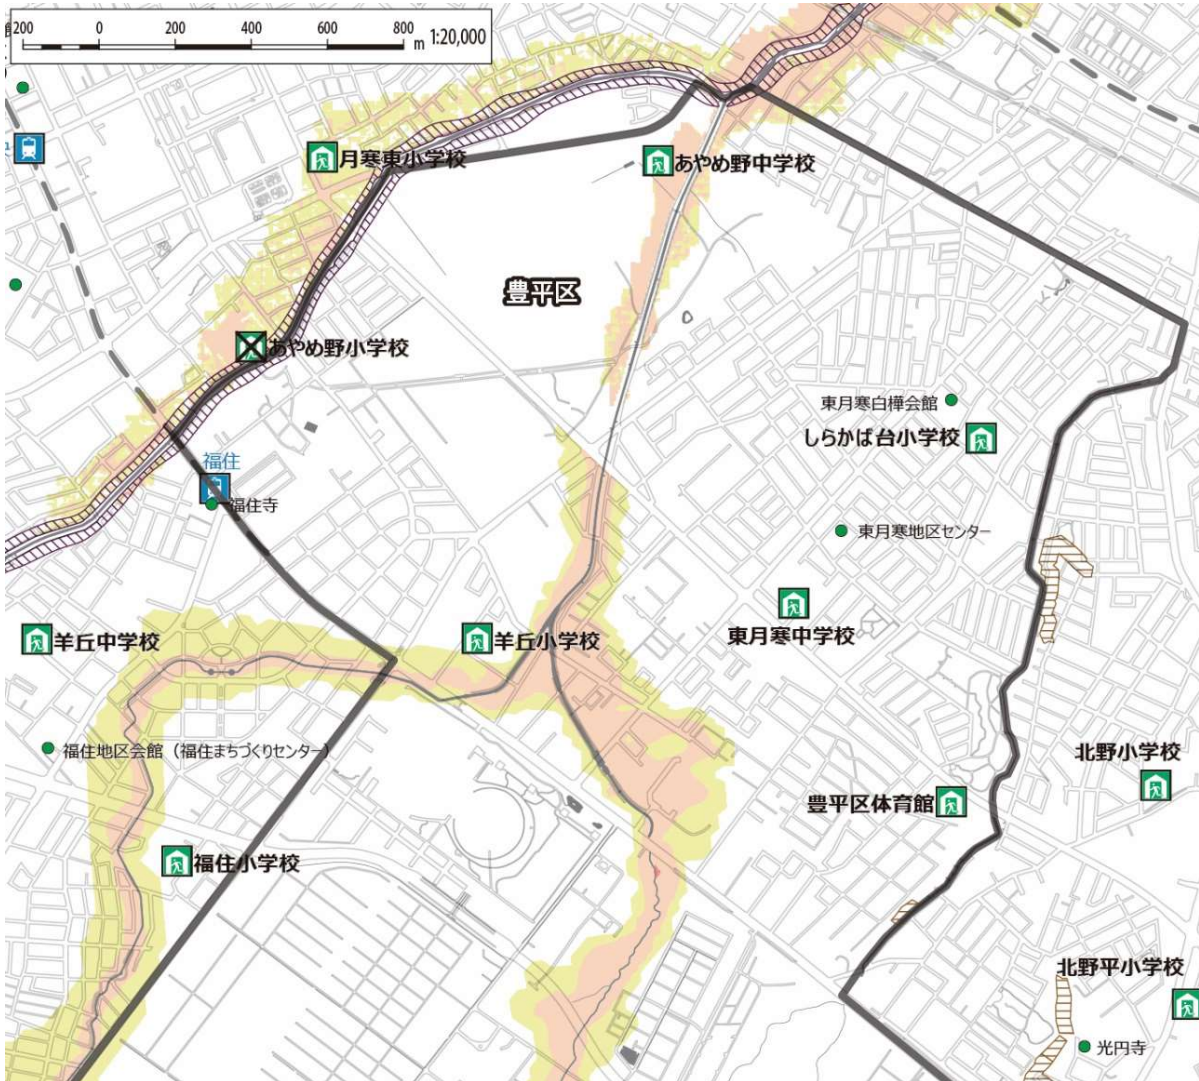 200 0 200 400 600 800 m 1:20,000
月寒東小学校
あやめ野中学校
豊平区
あやめ野小学校
東月寒白樺会館
しらかば台小学校
福住
福住寺
東月寒地区センター
羊丘中学校
羊丘小学校
東月寒中学校
福住地区会館（福住まちづくりセンター）
北野小学校
豊平区体育館
福住小学校
北野平小学校
光円寺